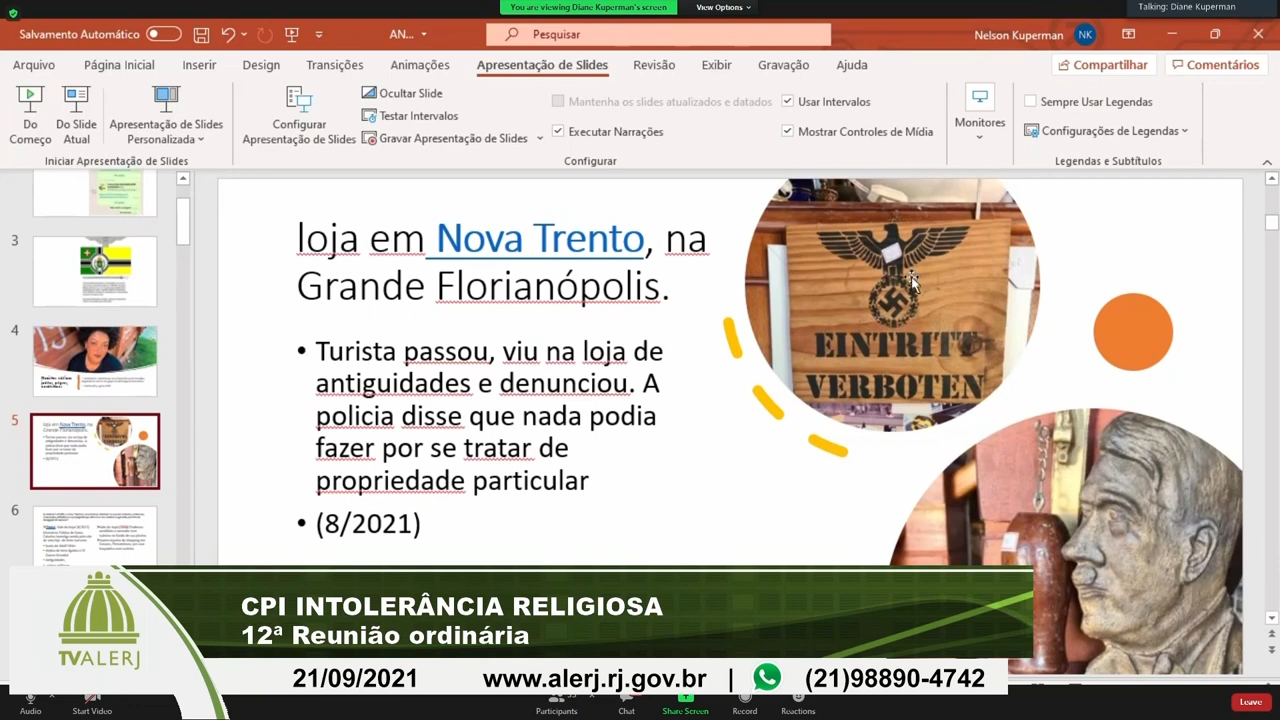 You are viewing Diane Kuperman's screen
View Options
Talking: Diane Kuperman
Salvamento Automático
AN...
Pesquisar
Nelson Kuperman
NK
Arquivo
Página Inicial
Inserir
Design
Transições
Animações
Apresentação de Slides
Revisão
Exibir
Gravação
Ajuda
Compartilhar
Comentários
Do Começo
Do Slide Atual
Apresentação de Slides Personalizada
Iniciar Apresentação de Slides
Configurar Apresentação de Slides
Ocultar Slide
Testar Intervalos
Gravar Apresentação de Slides
Mantenha os slides atualizados e datados
Executar Narrações
Usar Intervalos
Mostrar Controles de Mídia
Configurar
Monitores
Sempre Usar Legendas
Configurações de Legendas
Legendas e Subtítulos
3
4
5
6
loja em Nova Trento, na
Grande Florianópolis.
• Turista passou, viu na loja de
antiguidades e denunciou. A
policia disse que nada podia
fazer por se tratar de
propriedade particular
• (8/2021)
EINTRITT
VERBOTEN
TVALERJ
CPI INTOLERÂNCIA RELIGIOSA
12ª Reunião ordinária
21/09/2021 www.alerj.rj.gov.br | (21)98890-4742
Audio
Start Video
Participants
Chat
Share Screen
Record
Reactions
Leave